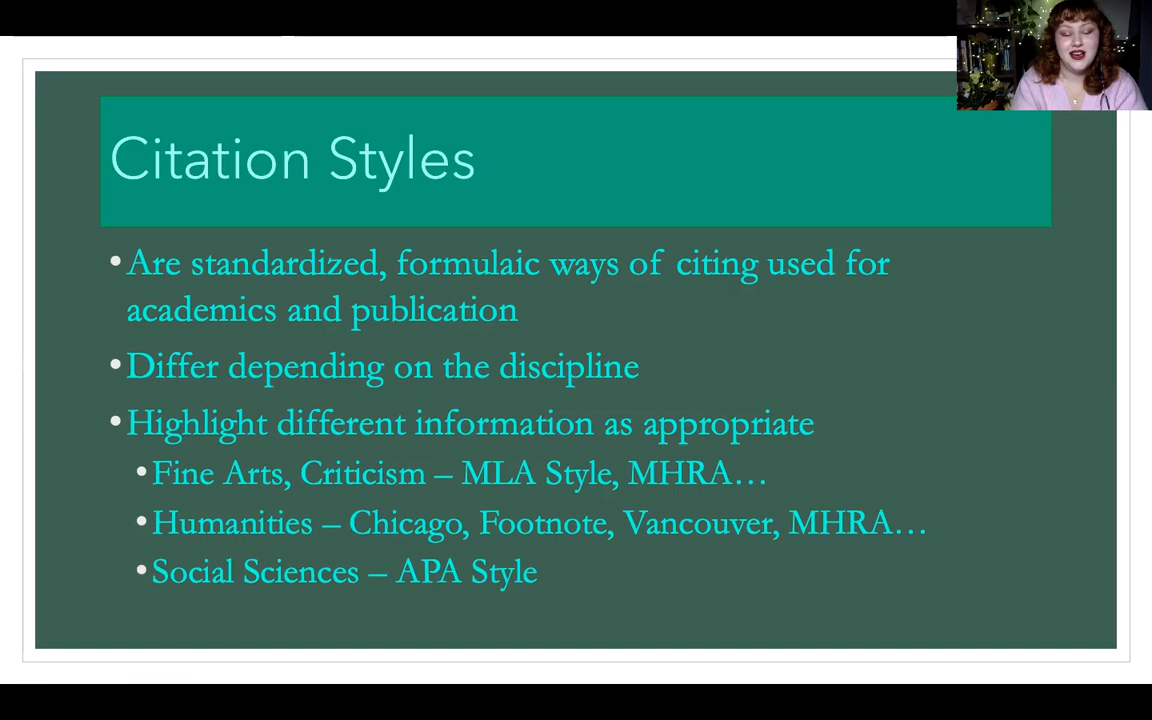 Citation Styles
•Are standardized, formulaic ways of citing used for
academics and publication
•Differ depending on the discipline
•Highlight different information as appropriate
•Fine Arts, Criticism – MLA Style, MHRA…
•Humanities – Chicago, Footnote, Vancouver, MHRA…
•Social Sciences – APA Style